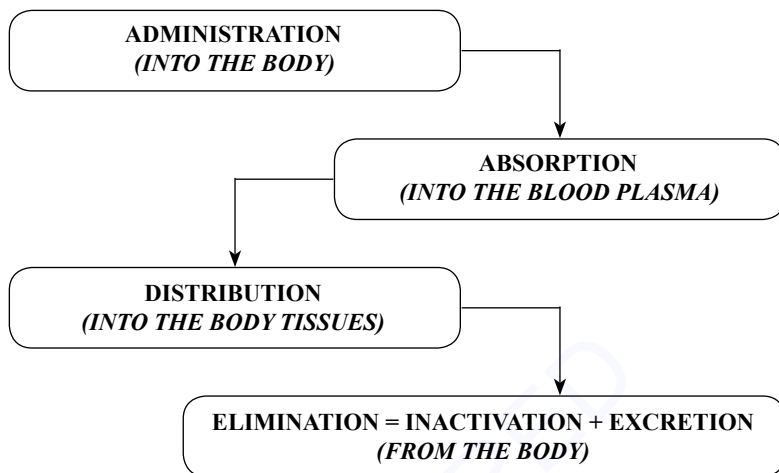 ADMINISTRATION
(INTO THE BODY)
ABSORPTION
(INTO THE BLOOD PLASMA)
DISTRIBUTION
(INTO THE BODY TISSUES)
ELIMINATION = INACTIVATION + EXCRETION
(FROM THE BODY)